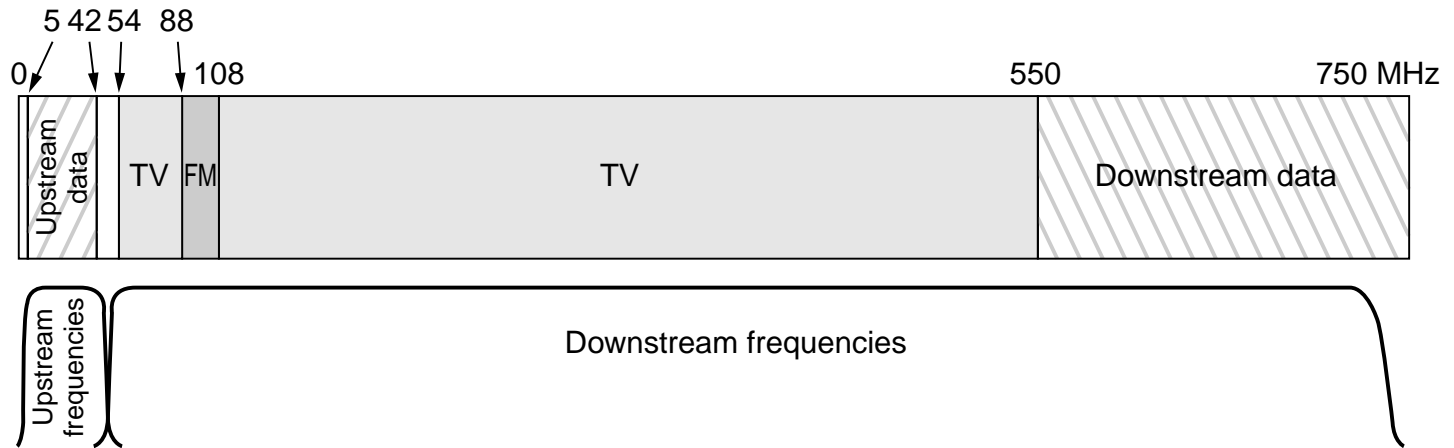 5 42 54 88
0 108 550 750 MHz
Upstream
data
TV
FM
TV
Downstream data
Upstream
frequencies
Downstream frequencies